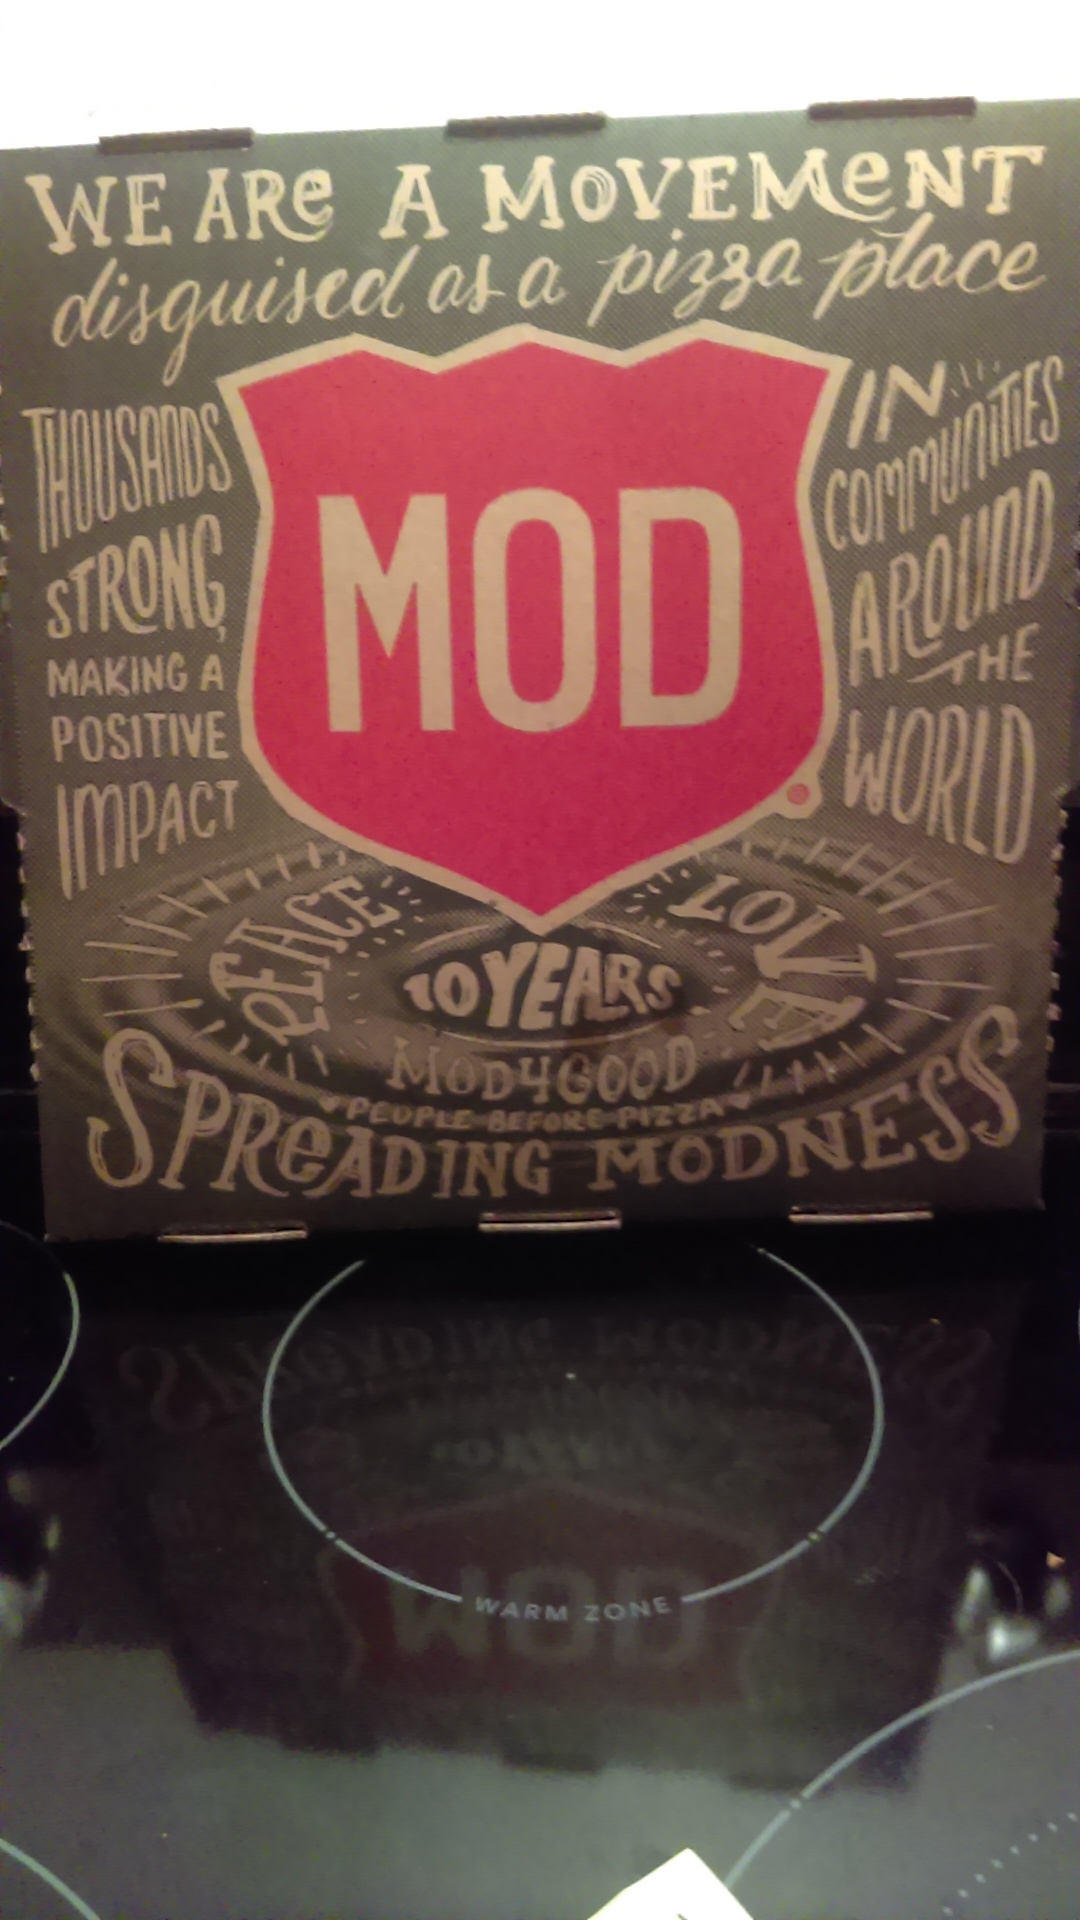 WE ARe A MOVEMeNT
disguised as a pizza place
THOUSANDS
STRONG,
MAKING A
POSITIVE
IMPACT
MOD
IN
COMMUNITIES
AROUND
THE
WORLD
PEACE
LOVE
10 YEARS
MOD4GOOD
PEOPLE BEFORE PIZZA
SPReADING MODNESS
WARM ZONE